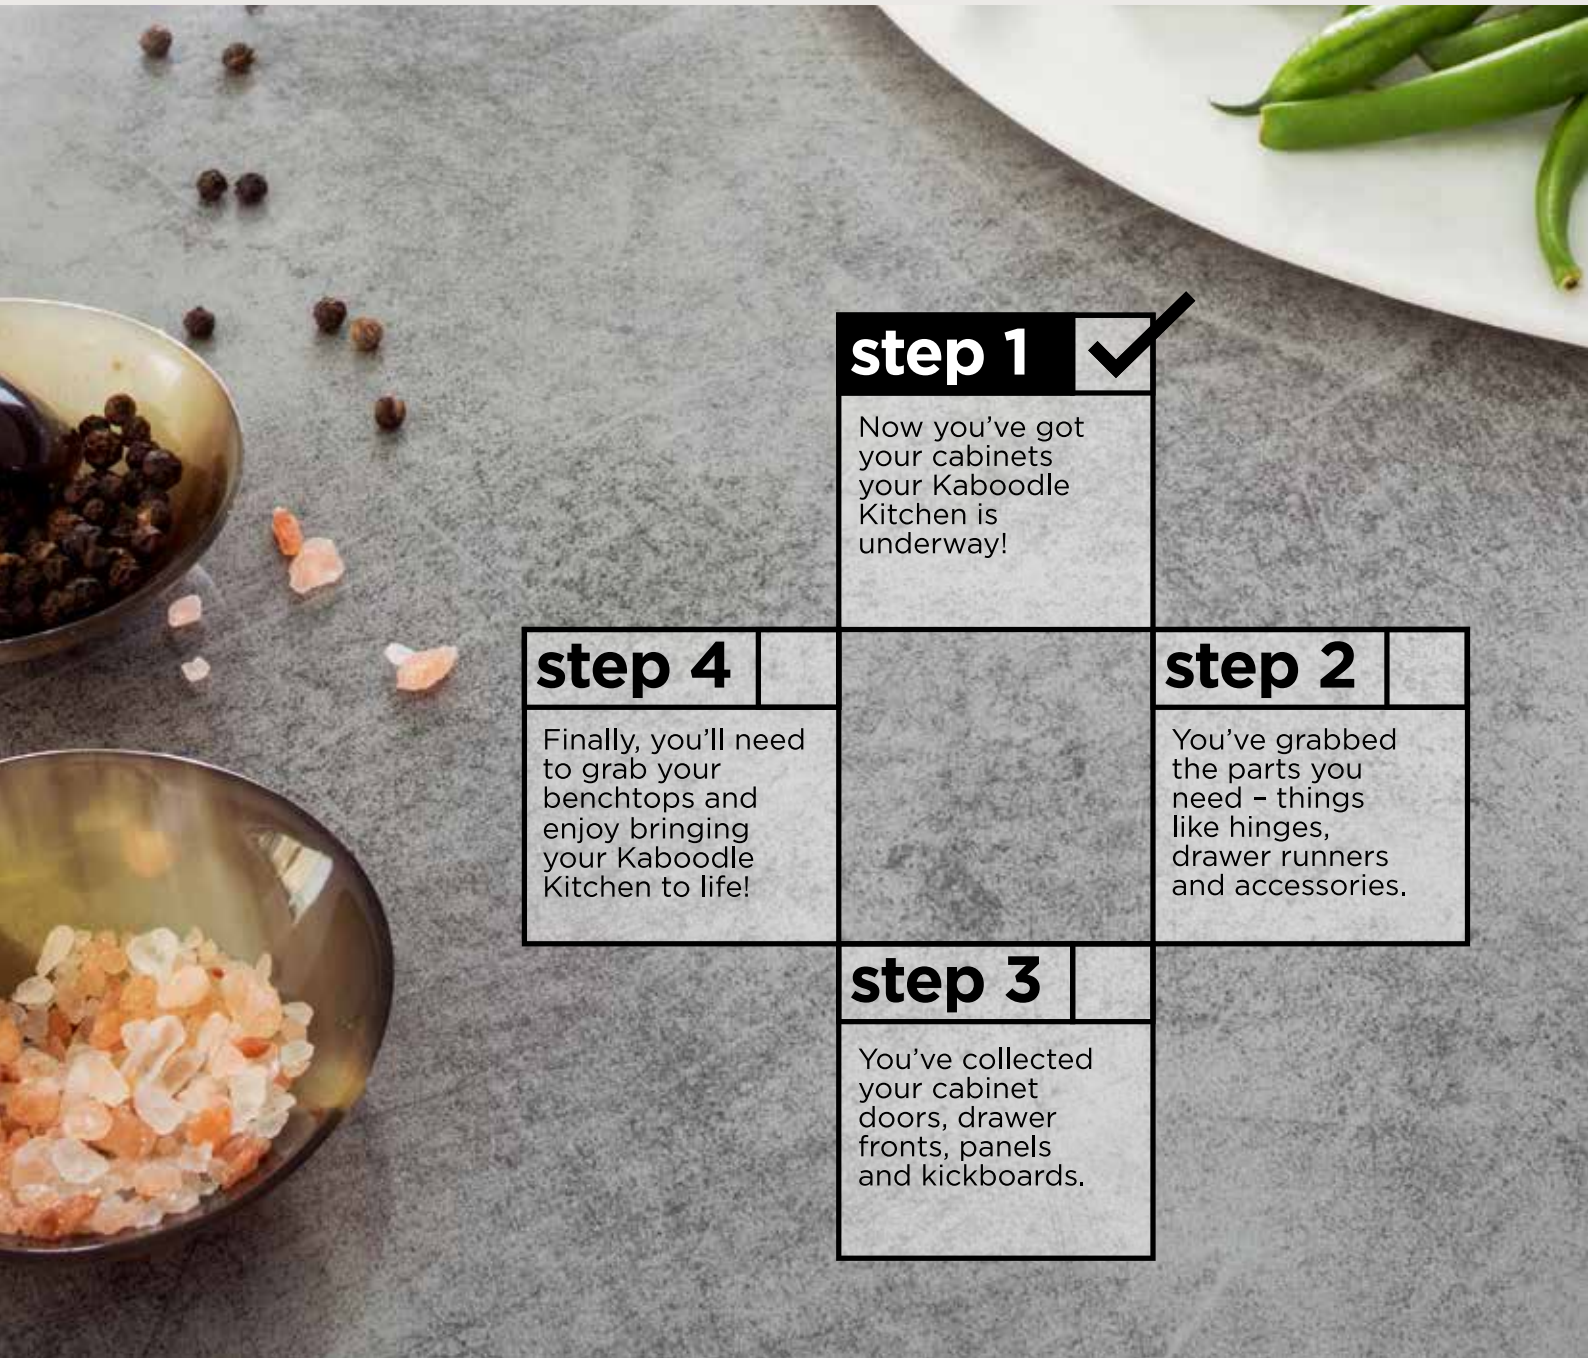 step 1
Now you've got
your cabinets
your Kaboodle
Kitchen is
underway!
step 2
You've grabbed
the parts you
need – things
like hinges,
drawer runners
and accessories.
step 3
You've collected
your cabinet
doors, drawer
fronts, panels
and kickboards.
step 4
Finally, you'll need
to grab your
benchtops and
enjoy bringing
your Kaboodle
Kitchen to life!